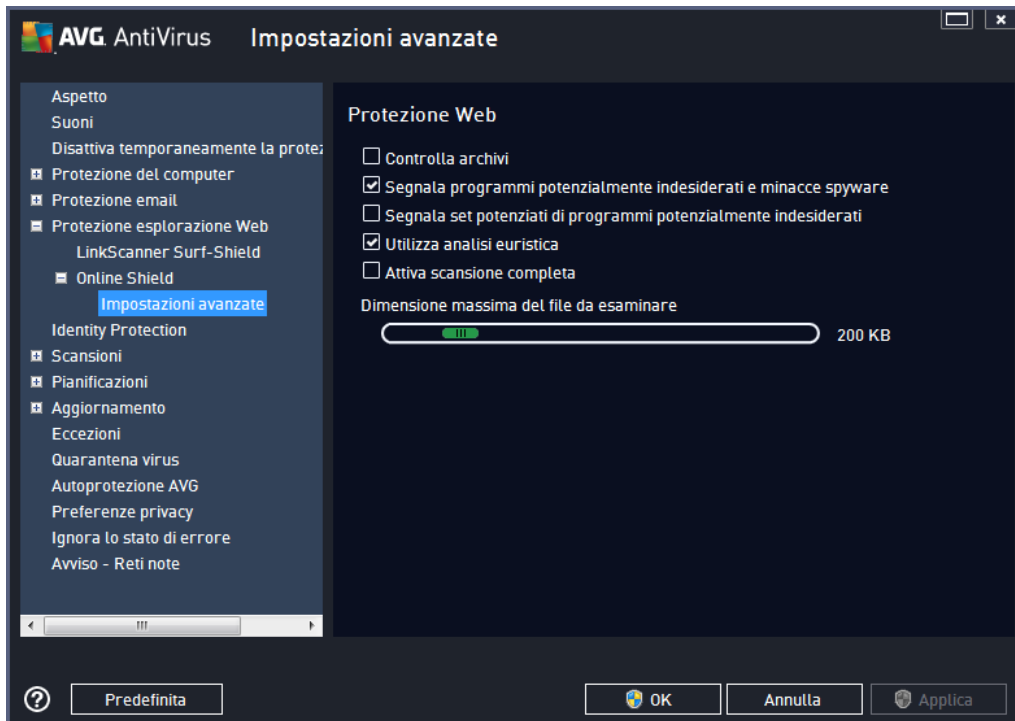 AVG AntiVirus Impostazioni avanzate
Aspetto
Suoni
Disattiva temporaneamente la protez
Protezione del computer
Protezione email
Protezione esplorazione Web
LinkScanner Surf-Shield
Online Shield
Impostazioni avanzate
Identity Protection
Scansioni
Pianificazioni
Aggiornamento
Eccezioni
Quarantena virus
Autoprotezione AVG
Preferenze privacy
Ignora lo stato di errore
Avviso - Reti note
Protezione Web
Controlla archivi
Segnala programmi potenzialmente indesiderati e minacce spyware
Segnala set potenziati di programmi potenzialmente indesiderati
Utilizza analisi euristica
Attiva scansione completa
Dimensione massima del file da esaminare
200 KB
Predefinita
OK
Annulla
Applica